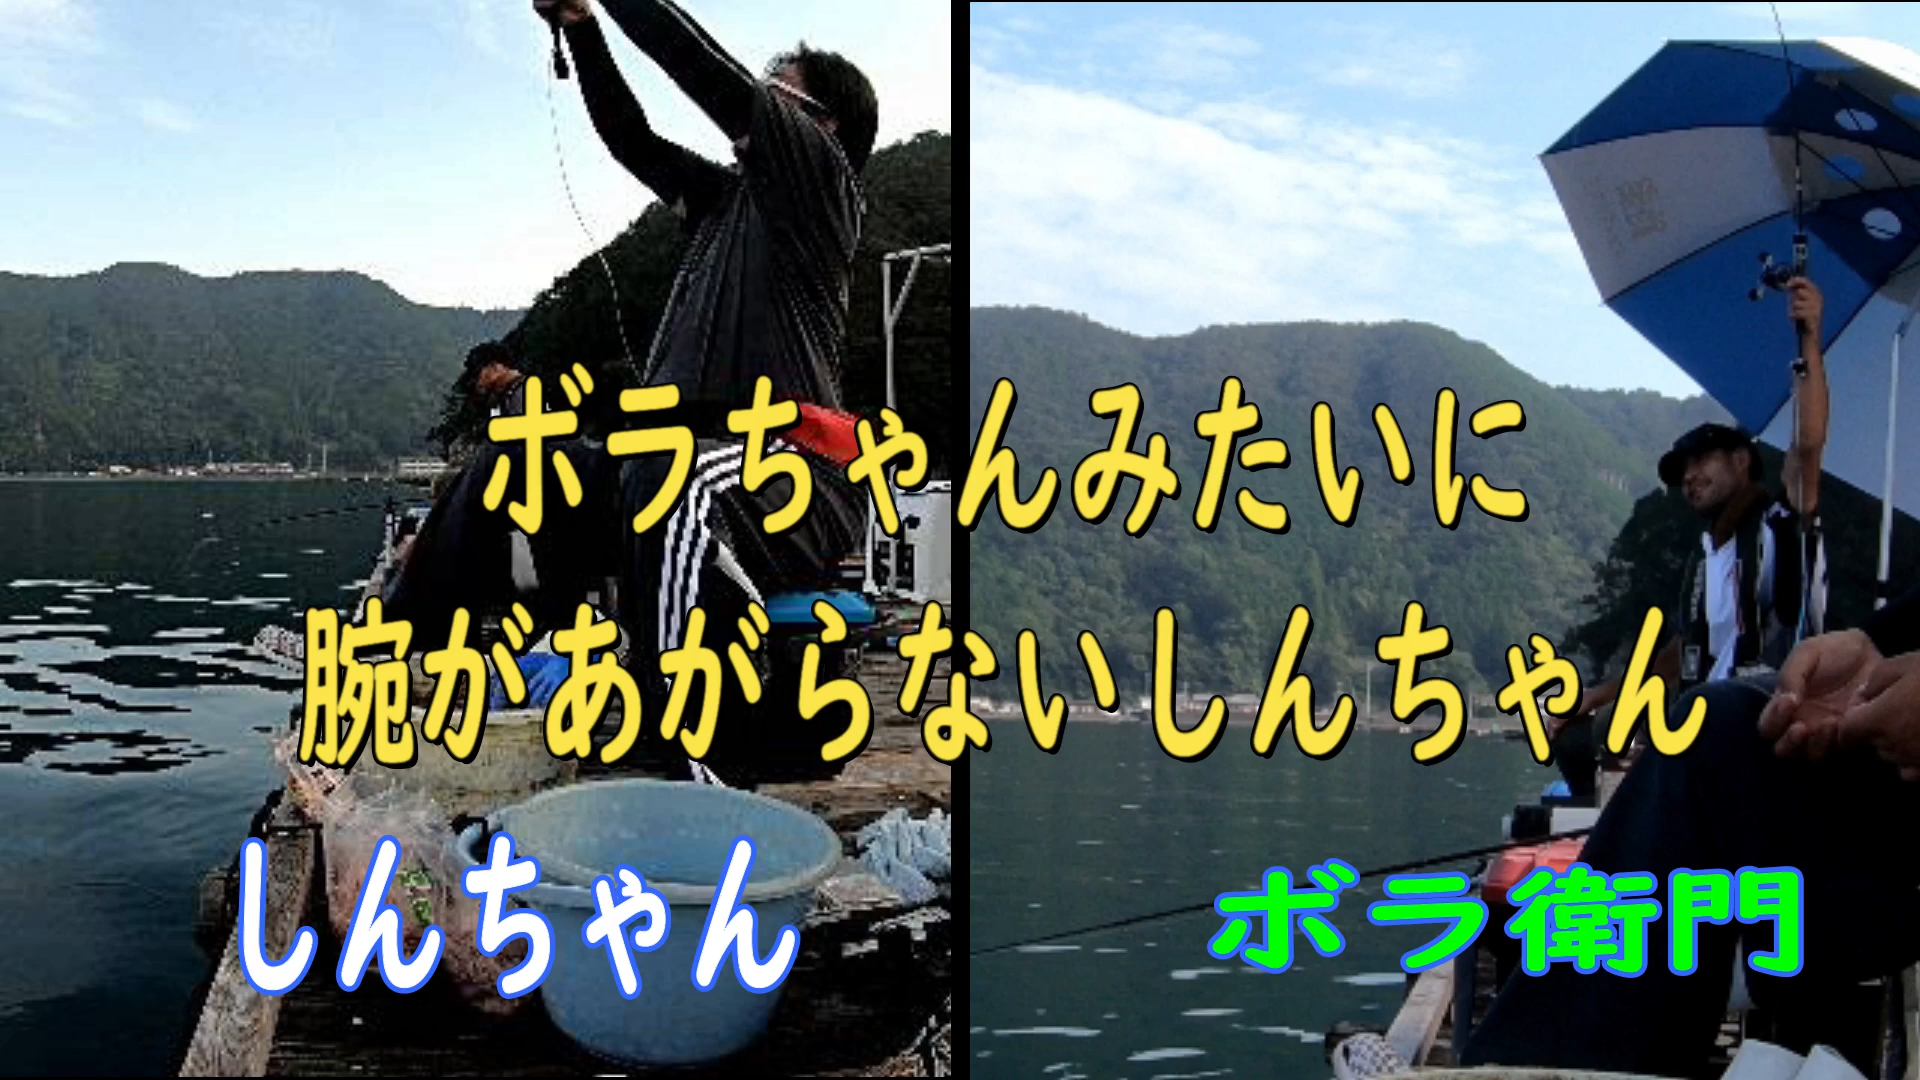 ボラちゃんみたいに
腕があがらないしんちゃん
しんちゃん
ボラ衛門